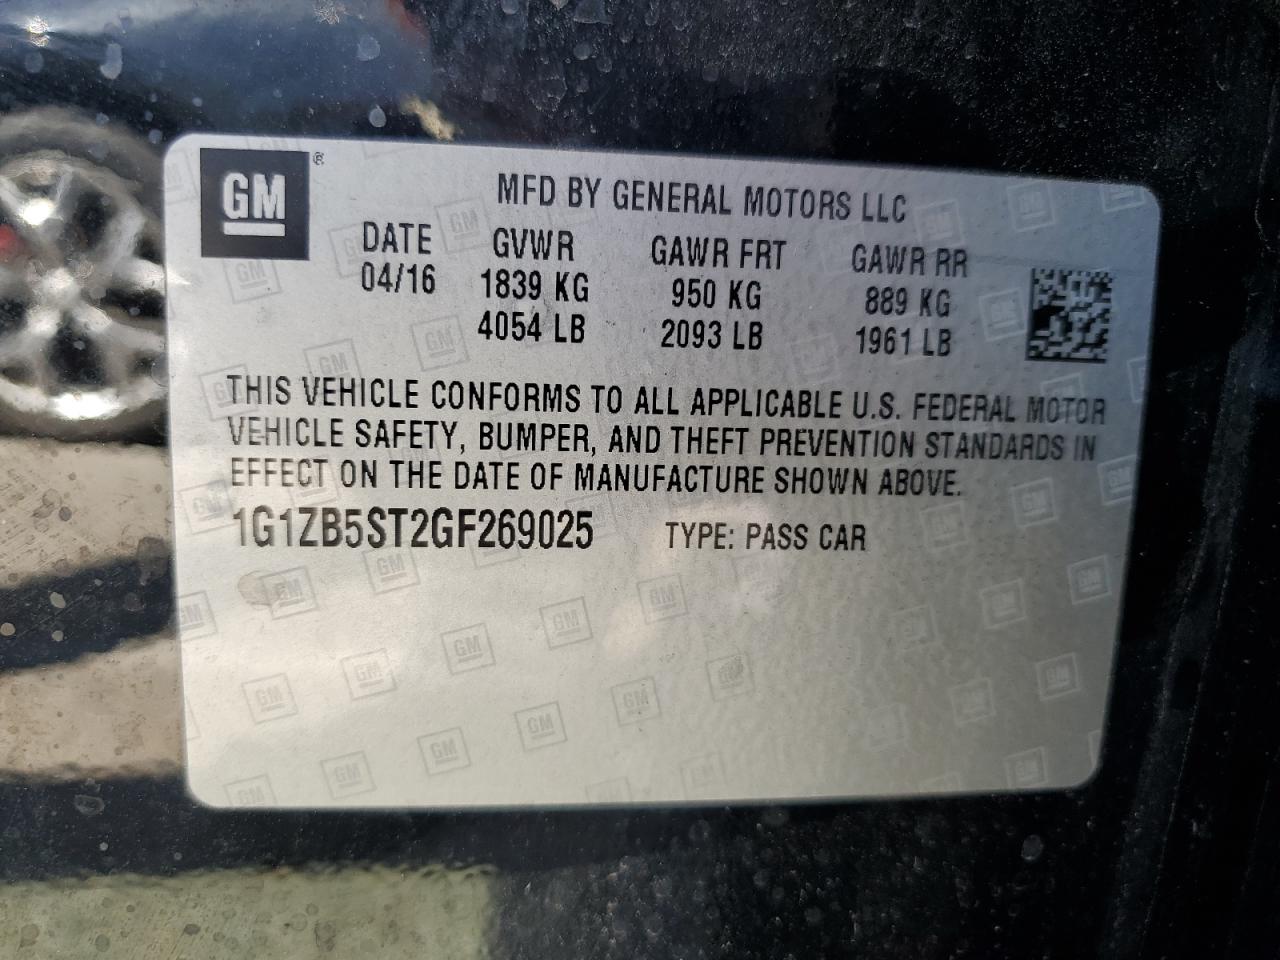 GM ®
MFD BY GENERAL MOTORS LLC
DATE GVWR GAWR FRT GAWR RR
04/16 1839 KG 950 KG 889 KG
4054 LB 2093 LB 1961 LB
THIS VEHICLE CONFORMS TO ALL APPLICABLE U.S. FEDERAL MOTOR
VEHICLE SAFETY, BUMPER, AND THEFT PREVENTION STANDARDS IN
EFFECT ON THE DATE OF MANUFACTURE SHOWN ABOVE.
1G1ZB5ST2GF269025 TYPE: PASS CAR